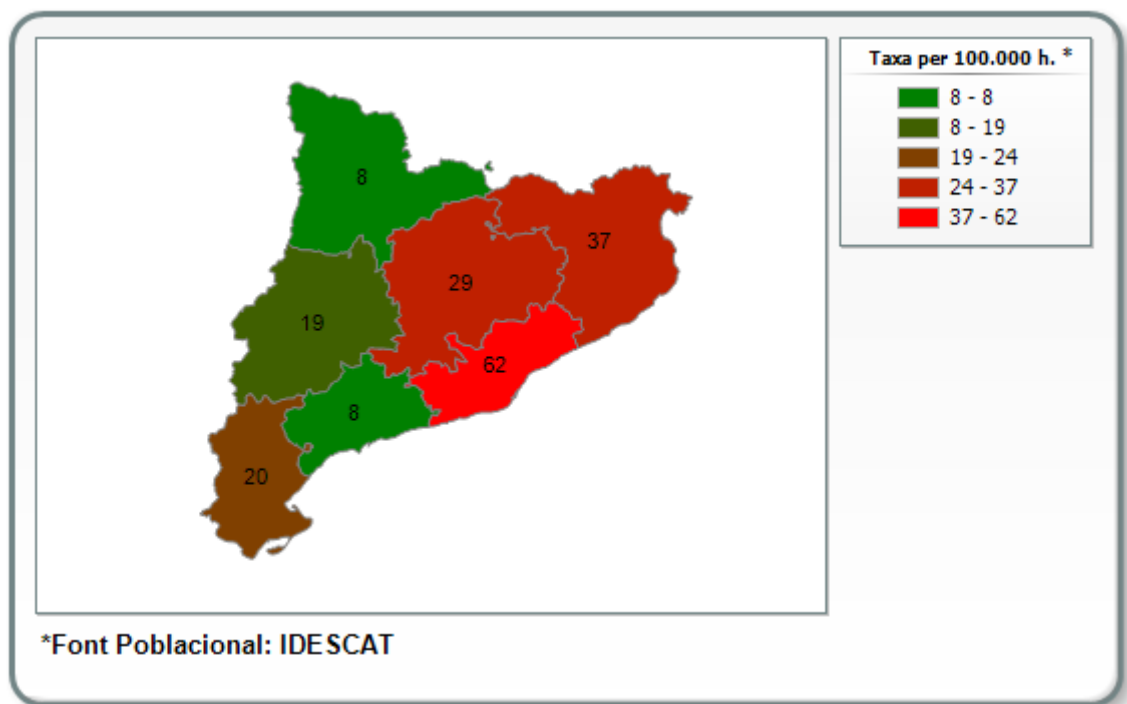 Taxa per 100.000 h. *
8 - 8
8 - 19
19 - 24
24 - 37
37 - 62
8
37
29
19
62
8
20
*Font Poblacional: IDESCAT